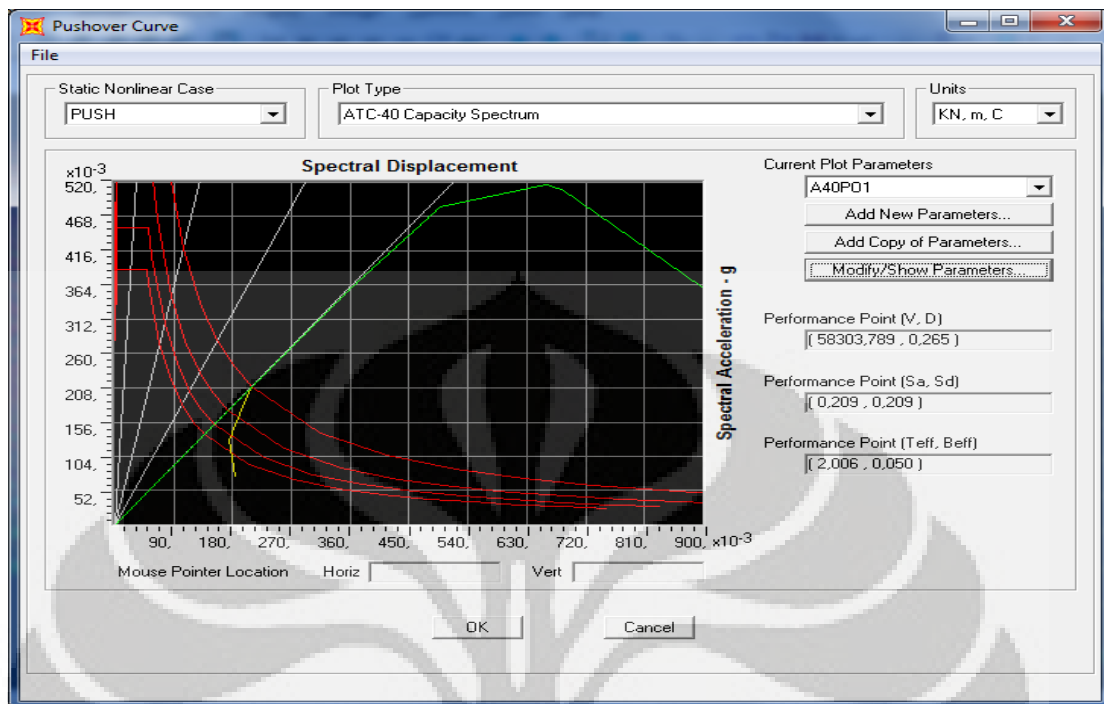 Pushover Curve
File
Static Nonlinear Case
PUSH
Plot Type
ATC-40 Capacity Spectrum
Units
KN, m, C
Spectral Displacement
x10⁻³
520,
468,
416,
364,
312,
260,
208,
156,
104,
52,
90, 180, 270, 360, 450, 540, 630, 720, 810, 900, x10⁻³
Spectral Acceleration - g
Mouse Pointer Location Horiz Vert
Current Plot Parameters
A40PO1
Add New Parameters...
Add Copy of Parameters...
Modify/Show Parameters...
Performance Point (V, D)
( 58303,789 , 0,265 )
Performance Point (Sa, Sd)
( 0,209 , 0,209 )
Performance Point (Teff, Beff)
( 2,006 , 0,050 )
OK Cancel